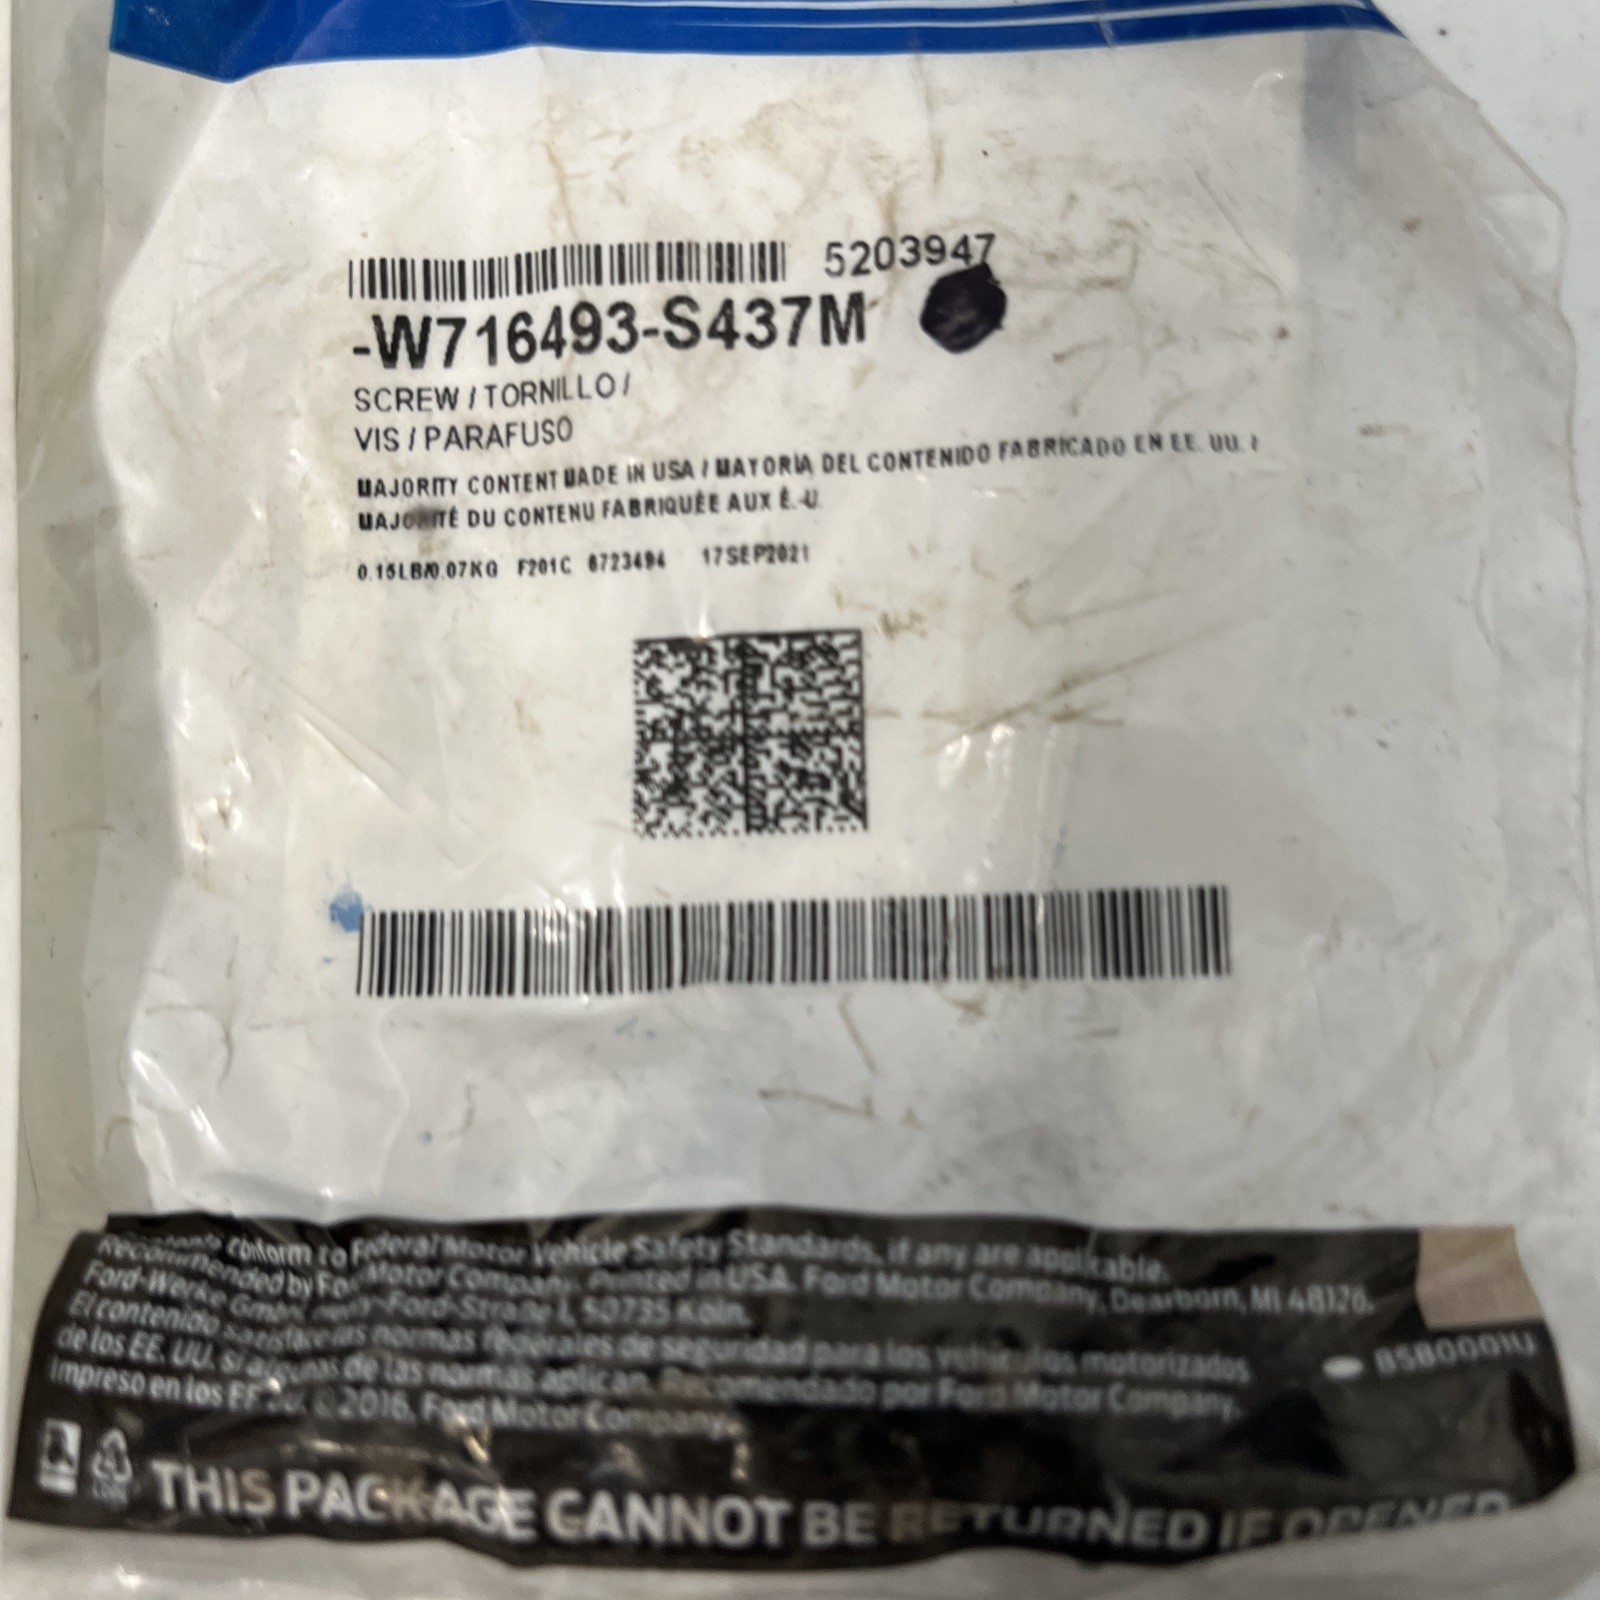 5203947
-W716493-S437M
SCREW / TORNILLO /
VIS / PARAFUSO
MAJORITY CONTENT MADE IN USA / MAYORÍA DEL CONTENIDO FABRICADO EN EE. UU. /
MAJORITÉ DU CONTENU FABRIQUÉE AUX É.-U.
0.15LB/0.07KG F201C 6723494 17SEP2021
conform to Federal Motor Vehicle Safety Standards, if any are applicable.
Recommended by Ford Motor Company. Printed in USA. Ford Motor Company, Dearborn, MI 48126.
Ford-Werke GmbH, Henry-Ford-Straße 1, 50735 Köln.
El contenido satisface las normas federales de seguridad para los vehículos motorizados
de los EE. UU. si algunas de las normas aplican. Recomendado por Ford Motor Company.
Impreso en los EE. UU. © 2016, Ford Motor Company.
THIS PACKAGE CANNOT BE RETURNED IF OPENED